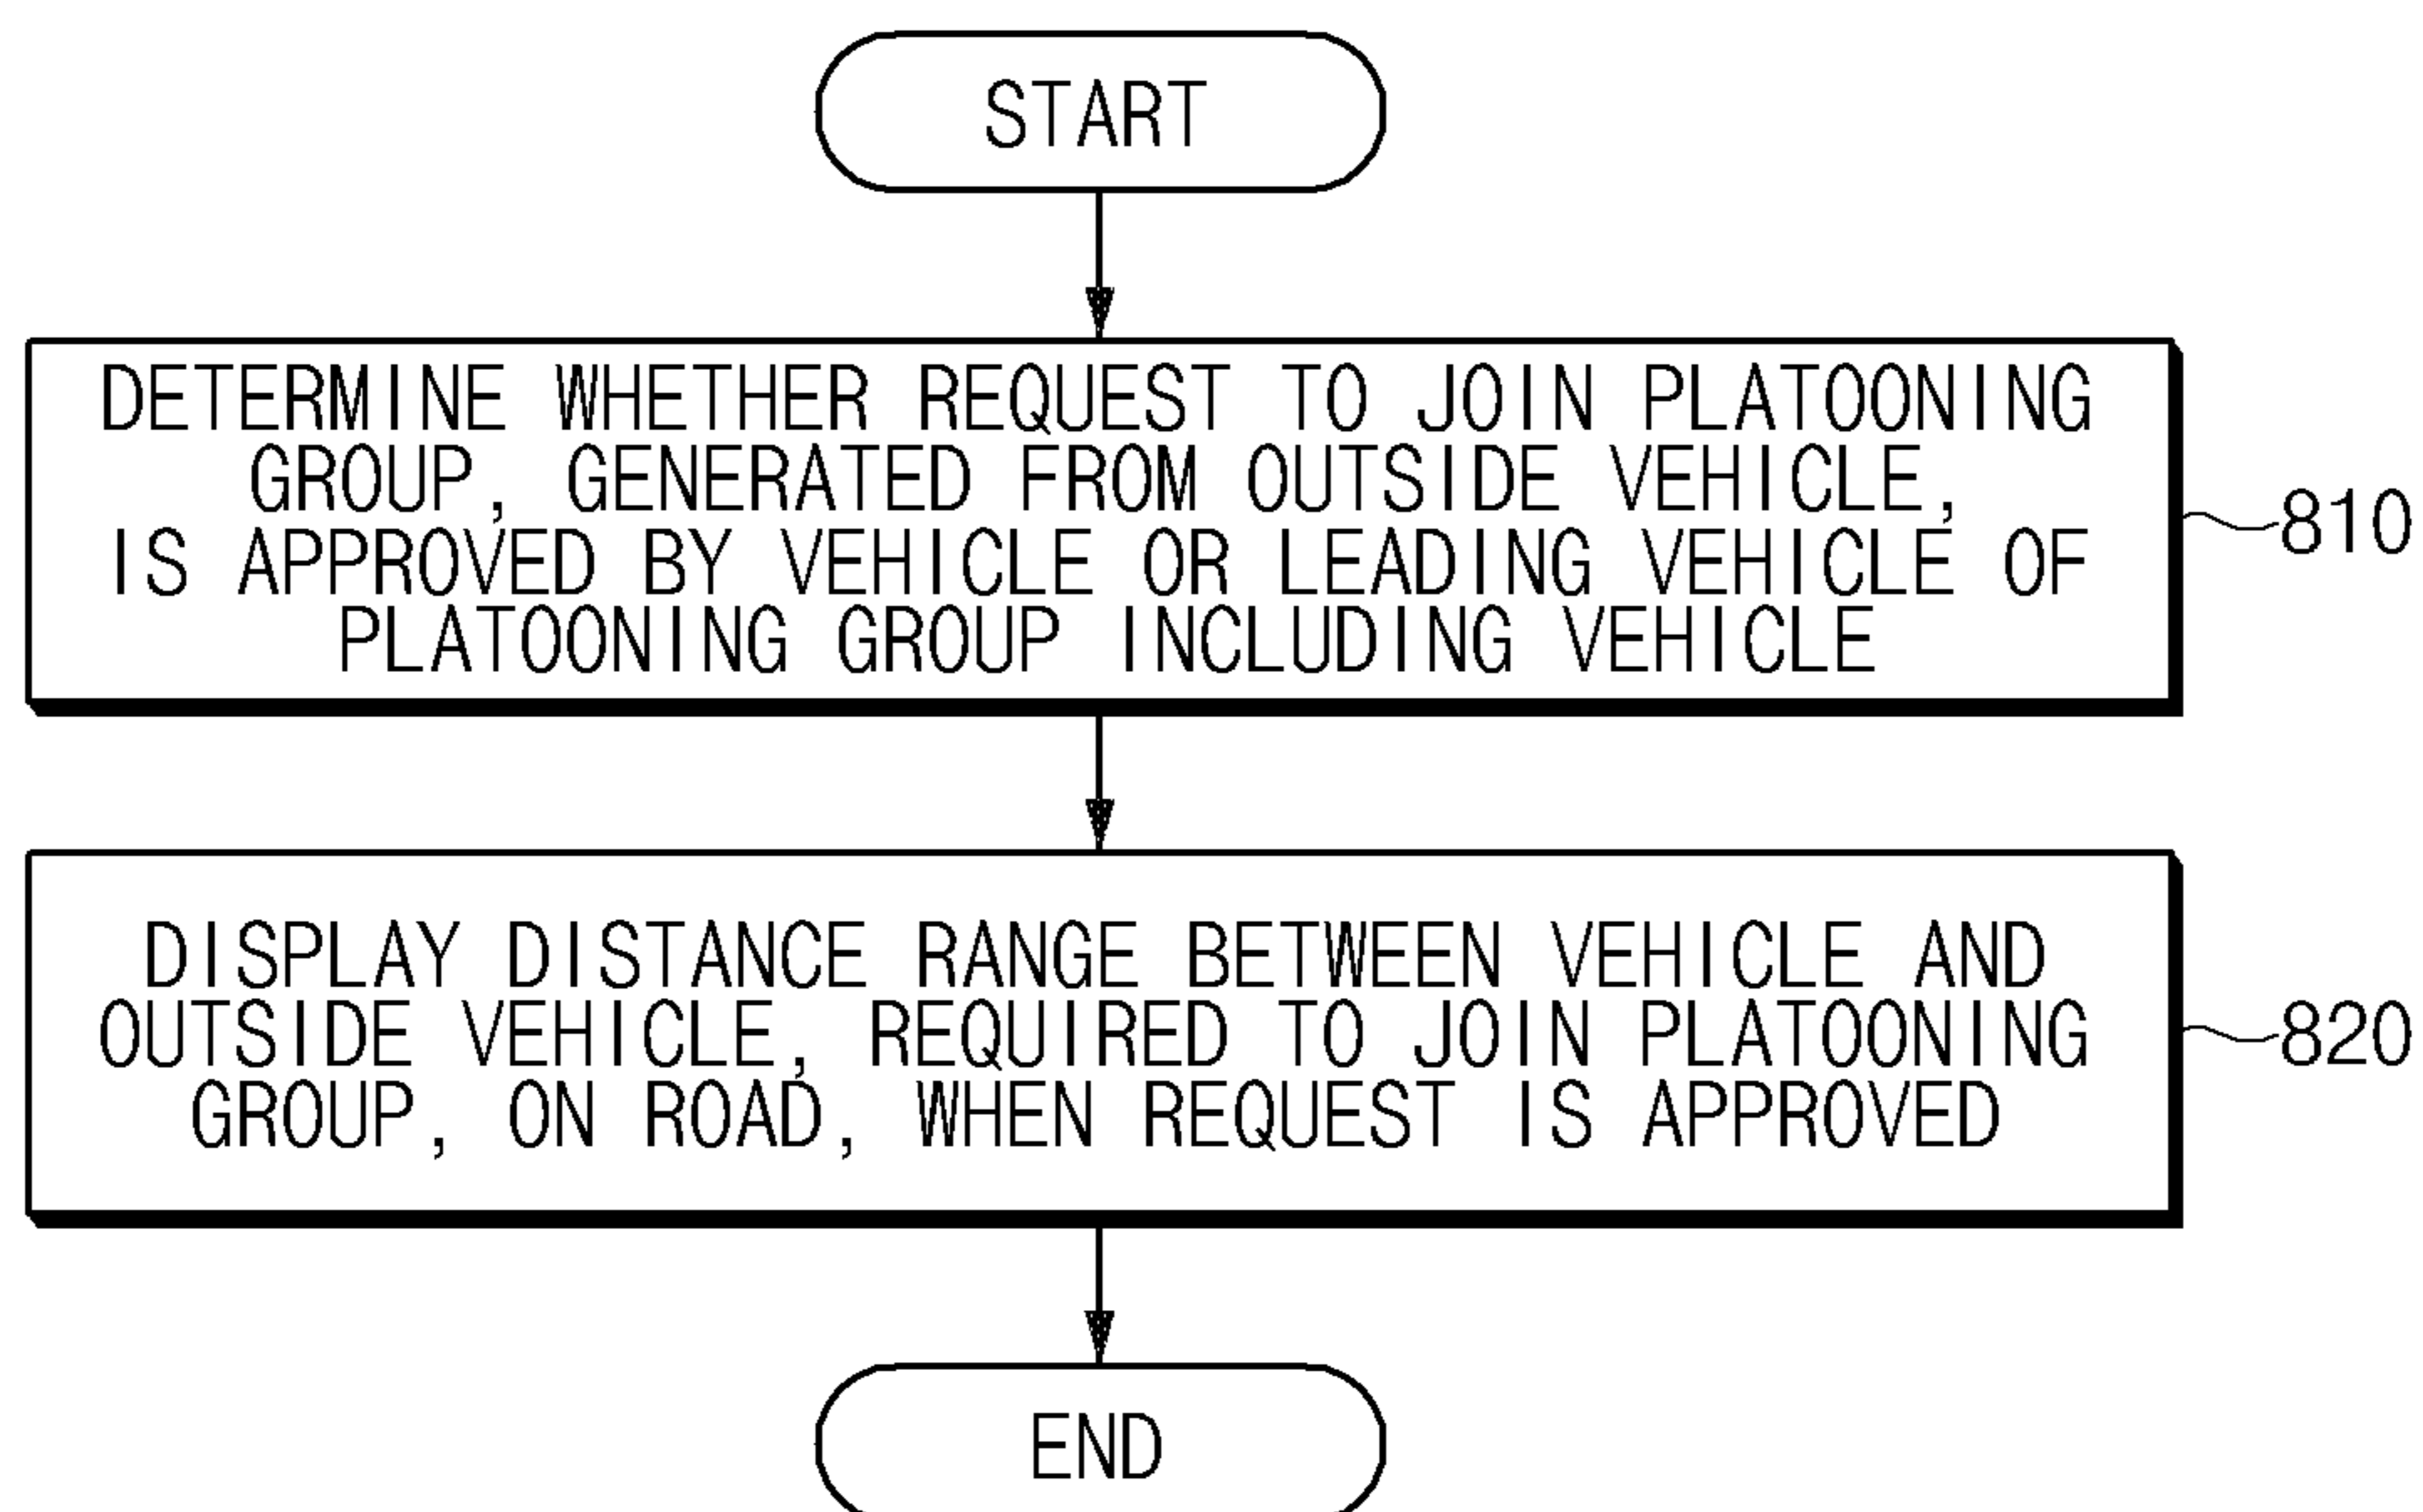 START
DETERMINE WHETHER REQUEST TO JOIN PLATOONING
GROUP, GENERATED FROM OUTSIDE VEHICLE,
IS APPROVED BY VEHICLE OR LEADING VEHICLE OF
PLATOONING GROUP INCLUDING VEHICLE
810
DISPLAY DISTANCE RANGE BETWEEN VEHICLE AND
OUTSIDE VEHICLE, REQUIRED TO JOIN PLATOONING
GROUP, ON ROAD, WHEN REQUEST IS APPROVED
820
END